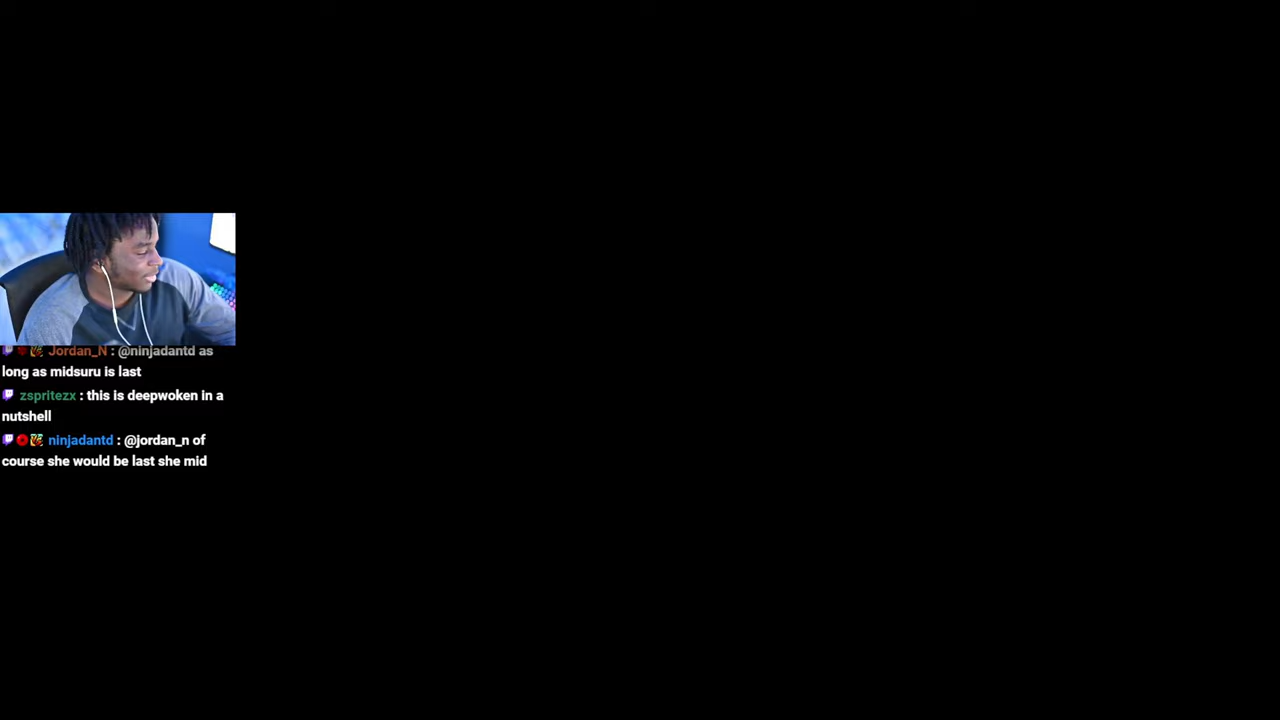 Jordan_N : @ninjadantd as
long as midsuru is last
zspritezx : this is deepwoken in a
nutshell
ninjadantd : @jordan_n of
course she would be last she mid